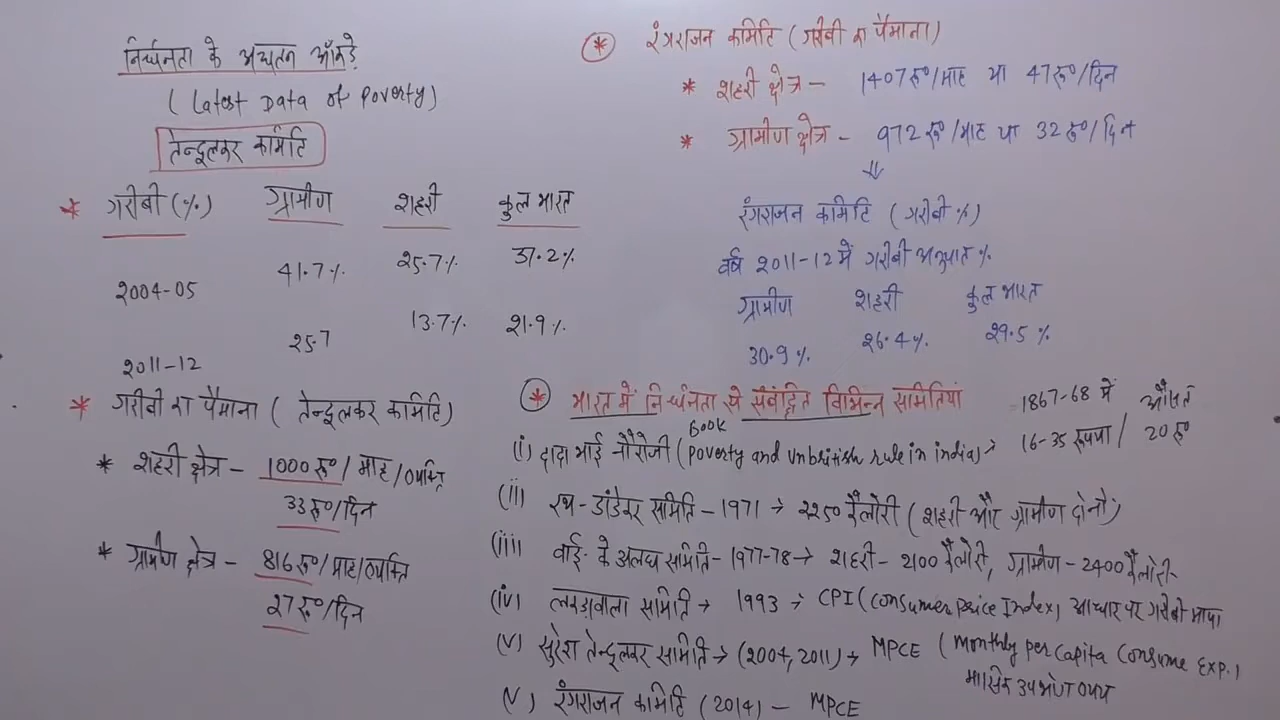 निर्धनता के अद्यतन आँकड़े
(Latest Data of Poverty)
तेन्दूलकर कमिटि
* गरीबी (%) ग्रामीण शहरी कुल भारत
2004-05 41.7% 25.7% 37.2%
2011-12 25.7 13.7% 21.9%
* गरीबी का पैमाना ( तेन्दूलकर कमिटि)
* शहरी क्षेत्र - 1000 रु०/ माह/व्यक्ति
33 रु०/दिन
* ग्रामीण क्षेत्र - 816 रु०/माह/व्यक्ति
27 रु०/दिन
* रंगराजन कमिटि (गरीबी का पैमाना)
* शहरी क्षेत्र - 1407 रु०/माह या 47 रु०/दिन
* ग्रामीण क्षेत्र - 972 रु०/माह या 32 रु०/दिन
रंगराजन कमिटि (गरीबी %)
वर्ष 2011-12 में गरीबी अनुपात %
ग्रामीण शहरी कुल भारत
30.9% 26.4% 29.5%
* भारत में निर्धनता से संबंद्धित विभिन्न समितियां
(i) दादा भाई नौरोजी (Book Poverty and unbritish rule in india) → 1867-68 में 16-35 रूपया / औसत 20 रु०
(ii) रथ-डांडेकर समिति - 1971 → 2250 कैलोरी (शहरी और ग्रामीण दोनों)
(iii) वाई. के अलघ समिति - 1977-78 → शहरी - 2100 कैलोरी, ग्रामीण - 2400 कैलोरी-
(iv) लकड़ावाला समिति → 1993 → CPI (Consumer Price Index) आधार पर गरीबी मापा
(v) सुरेश तेन्दूलकर समिति → (2004, 2011) → MPCE (Monthly per Capita Consume Exp.)
मासिक उपभोग व्यय
(v) रंगराजन कमिटि (2014) - MPCE